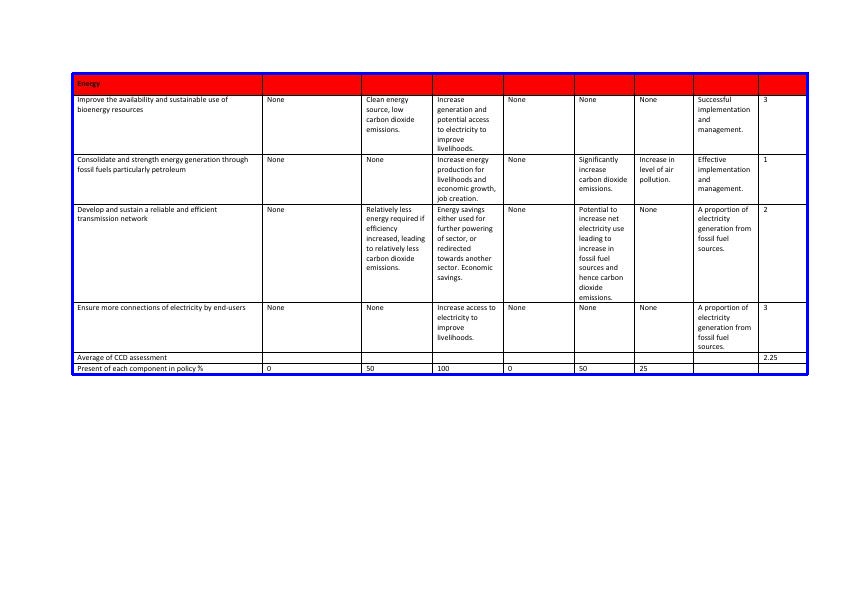 Energy
Improve the availability and sustainable use of
bioenergy resources
None
Clean energy
source, low
carbon dioxide
emissions.
Increase
generation and
potential access
to electricity to
improve
livelihoods.
None
None
None
Successful
implementation
and
management.
3
Consolidate and strength energy generation through
fossil fuels particularly petroleum
None
None
Increase energy
production for
livelihoods and
economic growth,
job creation.
None
Significantly
increase
carbon dioxide
emissions.
Increase in
level of air
pollution.
Effective
implementation
and
management.
1
Develop and sustain a reliable and efficient
transmission network
None
Relatively less
energy required if
efficiency
increased, leading
to relatively less
carbon dioxide
emissions.
Energy savings
either used for
further powering
of sector, or
redirected
towards another
sector. Economic
savings.
None
Potential to
increase net
electricity use
leading to
increase in
fossil fuel
sources and
hence carbon
dioxide
emissions.
None
A proportion of
electricity
generation from
fossil fuel
sources.
2
Ensure more connections of electricity by end-users
None
None
Increase access to
electricity to
improve
livelihoods.
None
None
None
A proportion of
electricity
generation from
fossil fuel
sources.
3
Average of CCD assessment
2.25
Present of each component in policy %
0
50
100
0
50
25